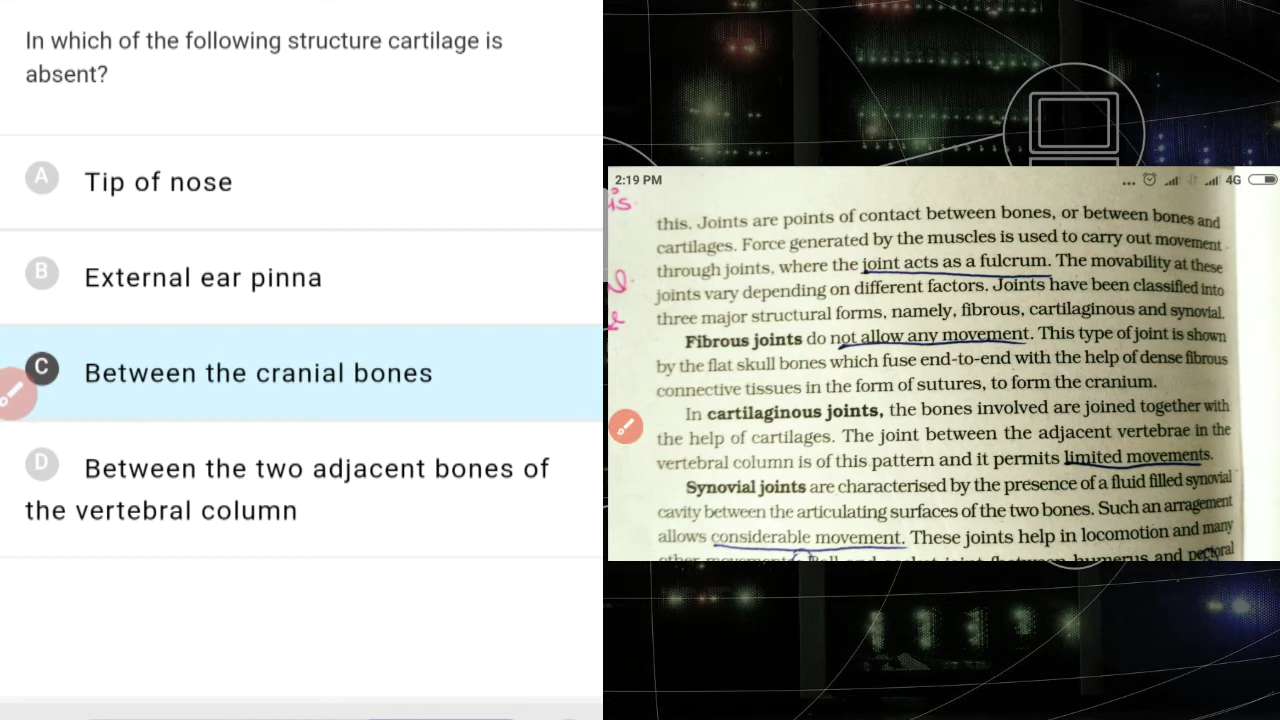 In which of the following structure cartilage is
absent?
A Tip of nose
B External ear pinna
C Between the cranial bones
D Between the two adjacent bones of
the vertebral column
2:19 PM
... 4G
is
this. Joints are points of contact between bones, or between bones and
cartilages. Force generated by the muscles is used to carry out movement
through joints, where the joint acts as a fulcrum. The movability at these
joints vary depending on different factors. Joints have been classified into
three major structural forms, namely, fibrous, cartilaginous and synovial.
Fibrous joints do not allow any movement. This type of joint is shown
by the flat skull bones which fuse end-to-end with the help of dense fibrous
connective tissues in the form of sutures, to form the cranium.
In cartilaginous joints, the bones involved are joined together with
the help of cartilages. The joint between the adjacent vertebrae in the
vertebral column is of this pattern and it permits limited movements.
Synovial joints are characterised by the presence of a fluid filled synovial
cavity between the articulating surfaces of the two bones. Such an arragement
allows considerable movement. These joints help in locomotion and many
humerus and pectoral